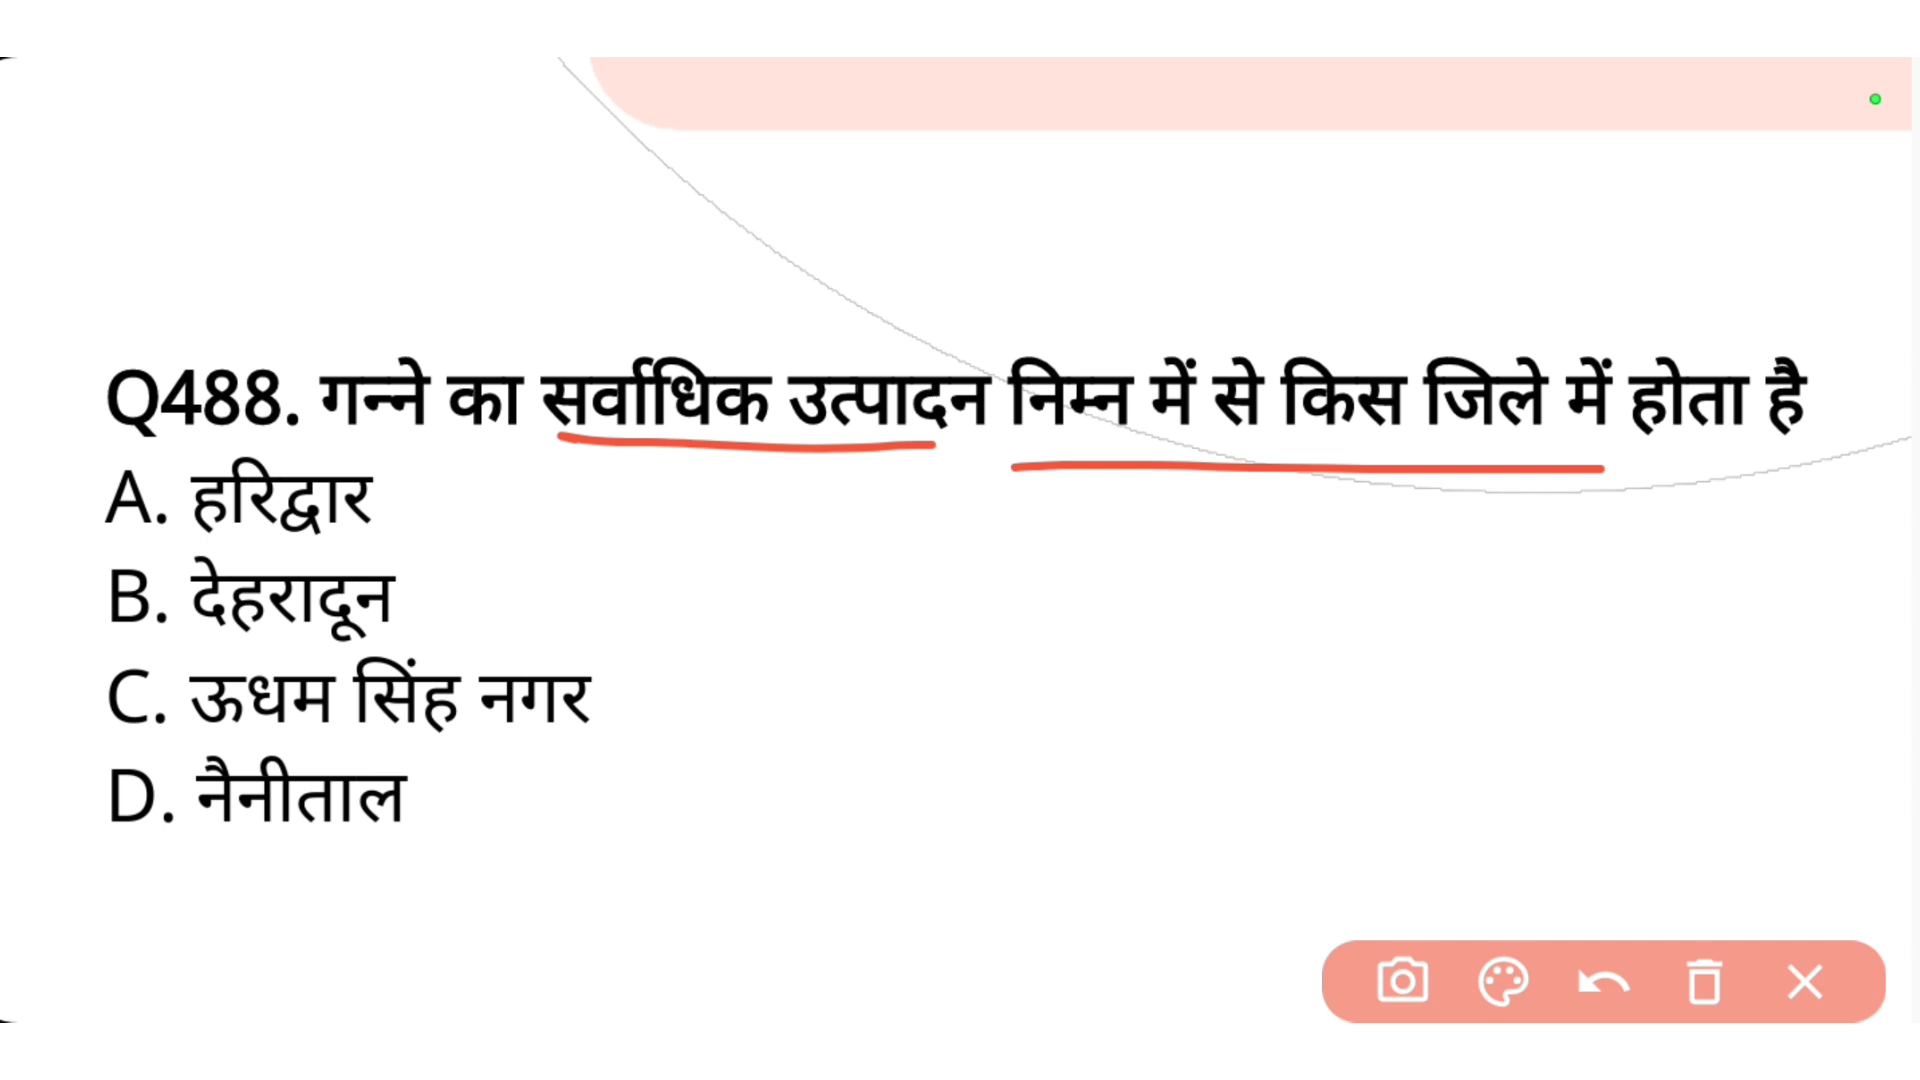 Q488. गन्ने का सर्वाधिक उत्पादन निम्न में से किस जिले में होता है
A. हरिद्वार
B. देहरादून
C. ऊधम सिंह नगर
D. नैनीताल